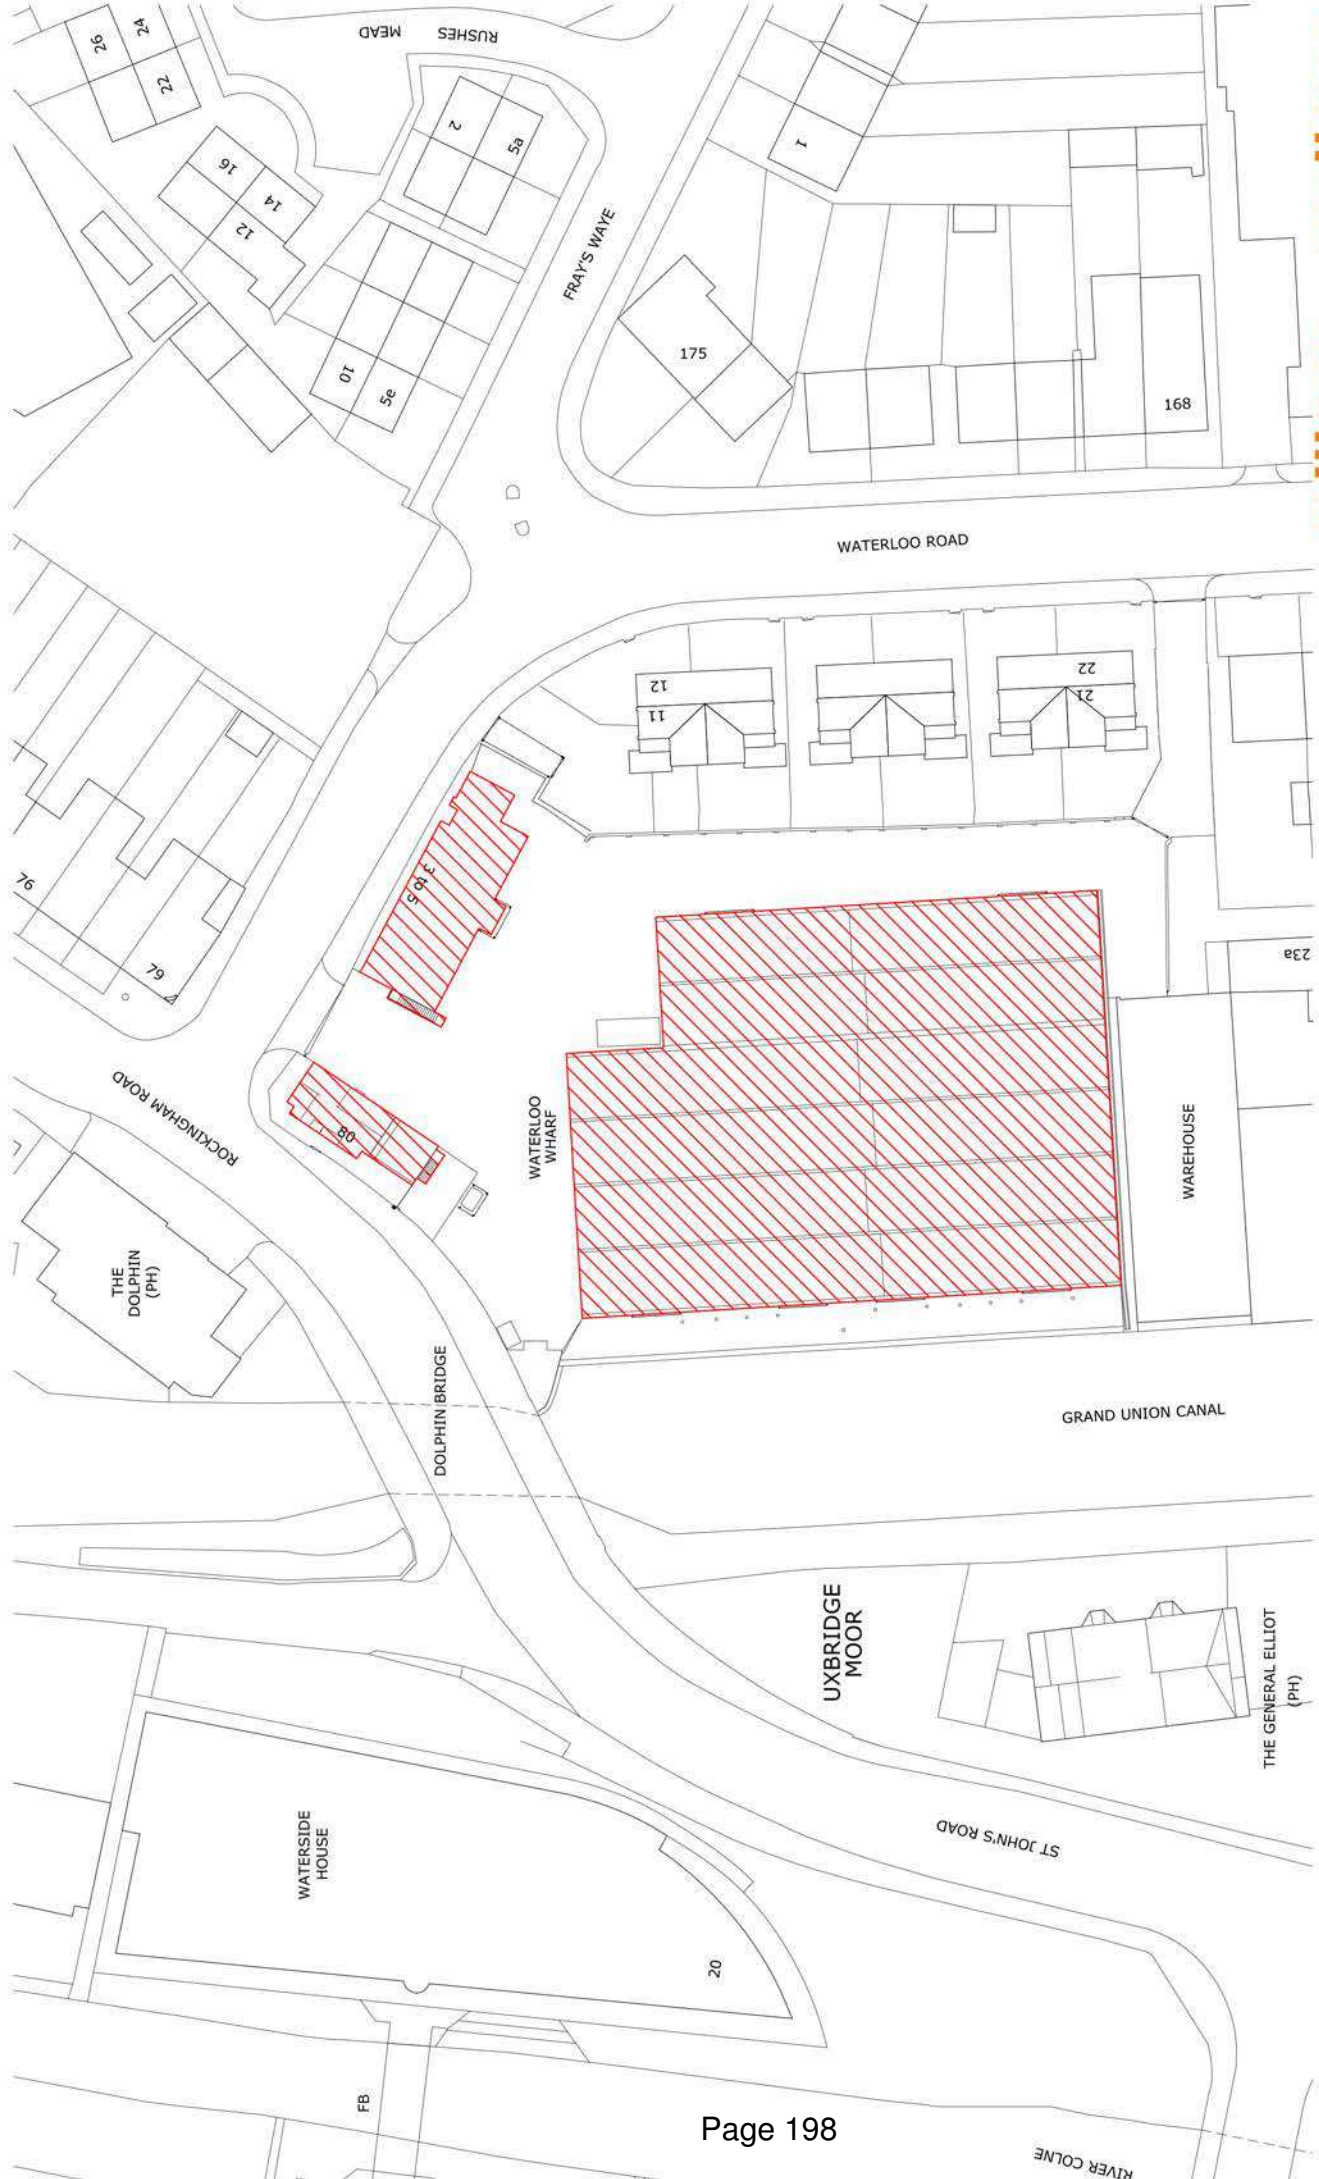 RUSHES MEAD
26
24
22
16
14
12
2
5a
10
5e
1
FRAY'S WAYE
175
168
WATERLOO ROAD
12
11
22
21
3 to 5
76
79
23a
ROCKINGHAM ROAD
80
WATERLOO
WHARF
WAREHOUSE
THE
DOLPHIN
(PH)
DOLPHIN BRIDGE
GRAND UNION CANAL
UXBRIDGE
MOOR
THE GENERAL ELLIOT
(PH)
WATERSIDE
HOUSE
ST JOHN'S ROAD
20
FB
Page 198
RIVER COLNE